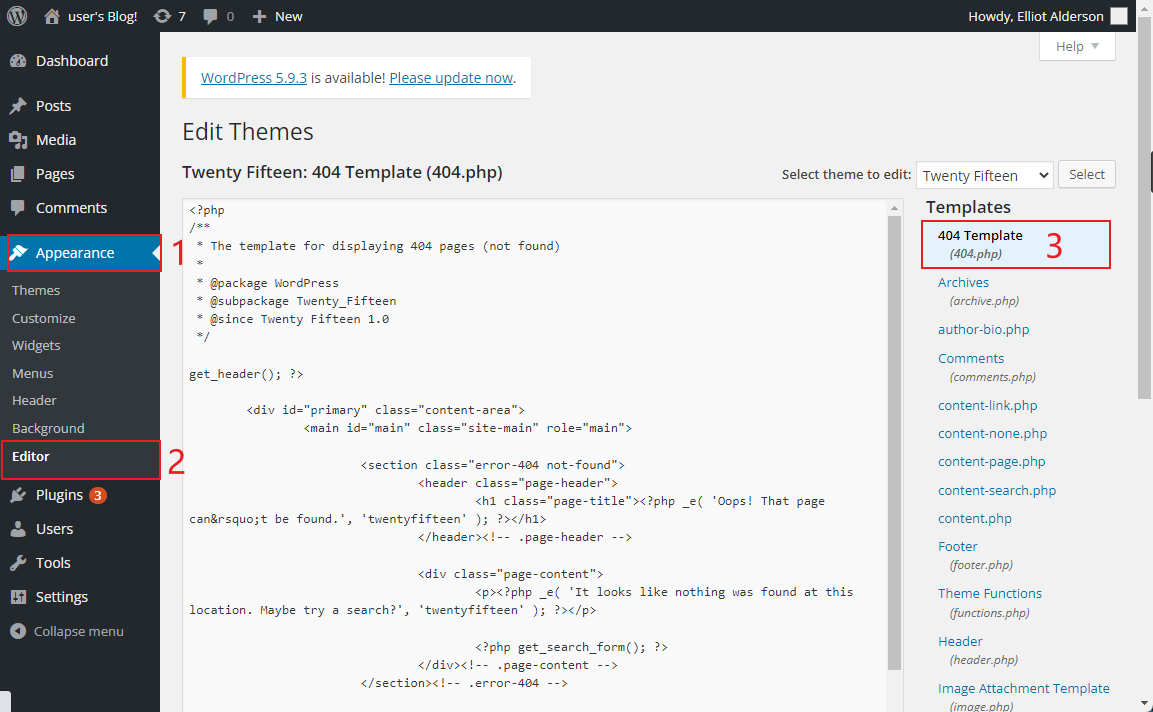 user's Blog!
7
0
New
Howdy, Elliot Alderson
Help
Dashboard
Posts
Media
Pages
Comments
Appearance
1
Themes
Customize
Widgets
Menus
Header
Background
Editor
2
Plugins 3
Users
Tools
Settings
Collapse menu
WordPress 5.9.3 is available! Please update now.
Edit Themes
Twenty Fifteen: 404 Template (404.php)
Select theme to edit: Twenty Fifteen Select
<?php
/**
 * The template for displaying 404 pages (not found)
 *
 * @package WordPress
 * @subpackage Twenty_Fifteen
 * @since Twenty Fifteen 1.0
 */

get_header(); ?>

        <div id="primary" class="content-area">
                <main id="main" class="site-main" role="main">

                        <section class="error-404 not-found">
                                <header class="page-header">
                                        <h1 class="page-title"><?php _e( 'Oops! That page
can&rsquo;t be found.', 'twentyfifteen' ); ?></h1>
                                </header><!-- .page-header -->

                                <div class="page-content">
                                        <p><?php _e( 'It looks like nothing was found at this
location. Maybe try a search?', 'twentyfifteen' ); ?></p>

                                        <?php get_search_form(); ?>
                                </div><!-- .page-content -->
                        </section><!-- .error-404 -->
Templates
404 Template
(404.php)
3
Archives
(archive.php)
author-bio.php
Comments
(comments.php)
content-link.php
content-none.php
content-page.php
content-search.php
content.php
Footer
(footer.php)
Theme Functions
(functions.php)
Header
(header.php)
Image Attachment Template
(image.php)